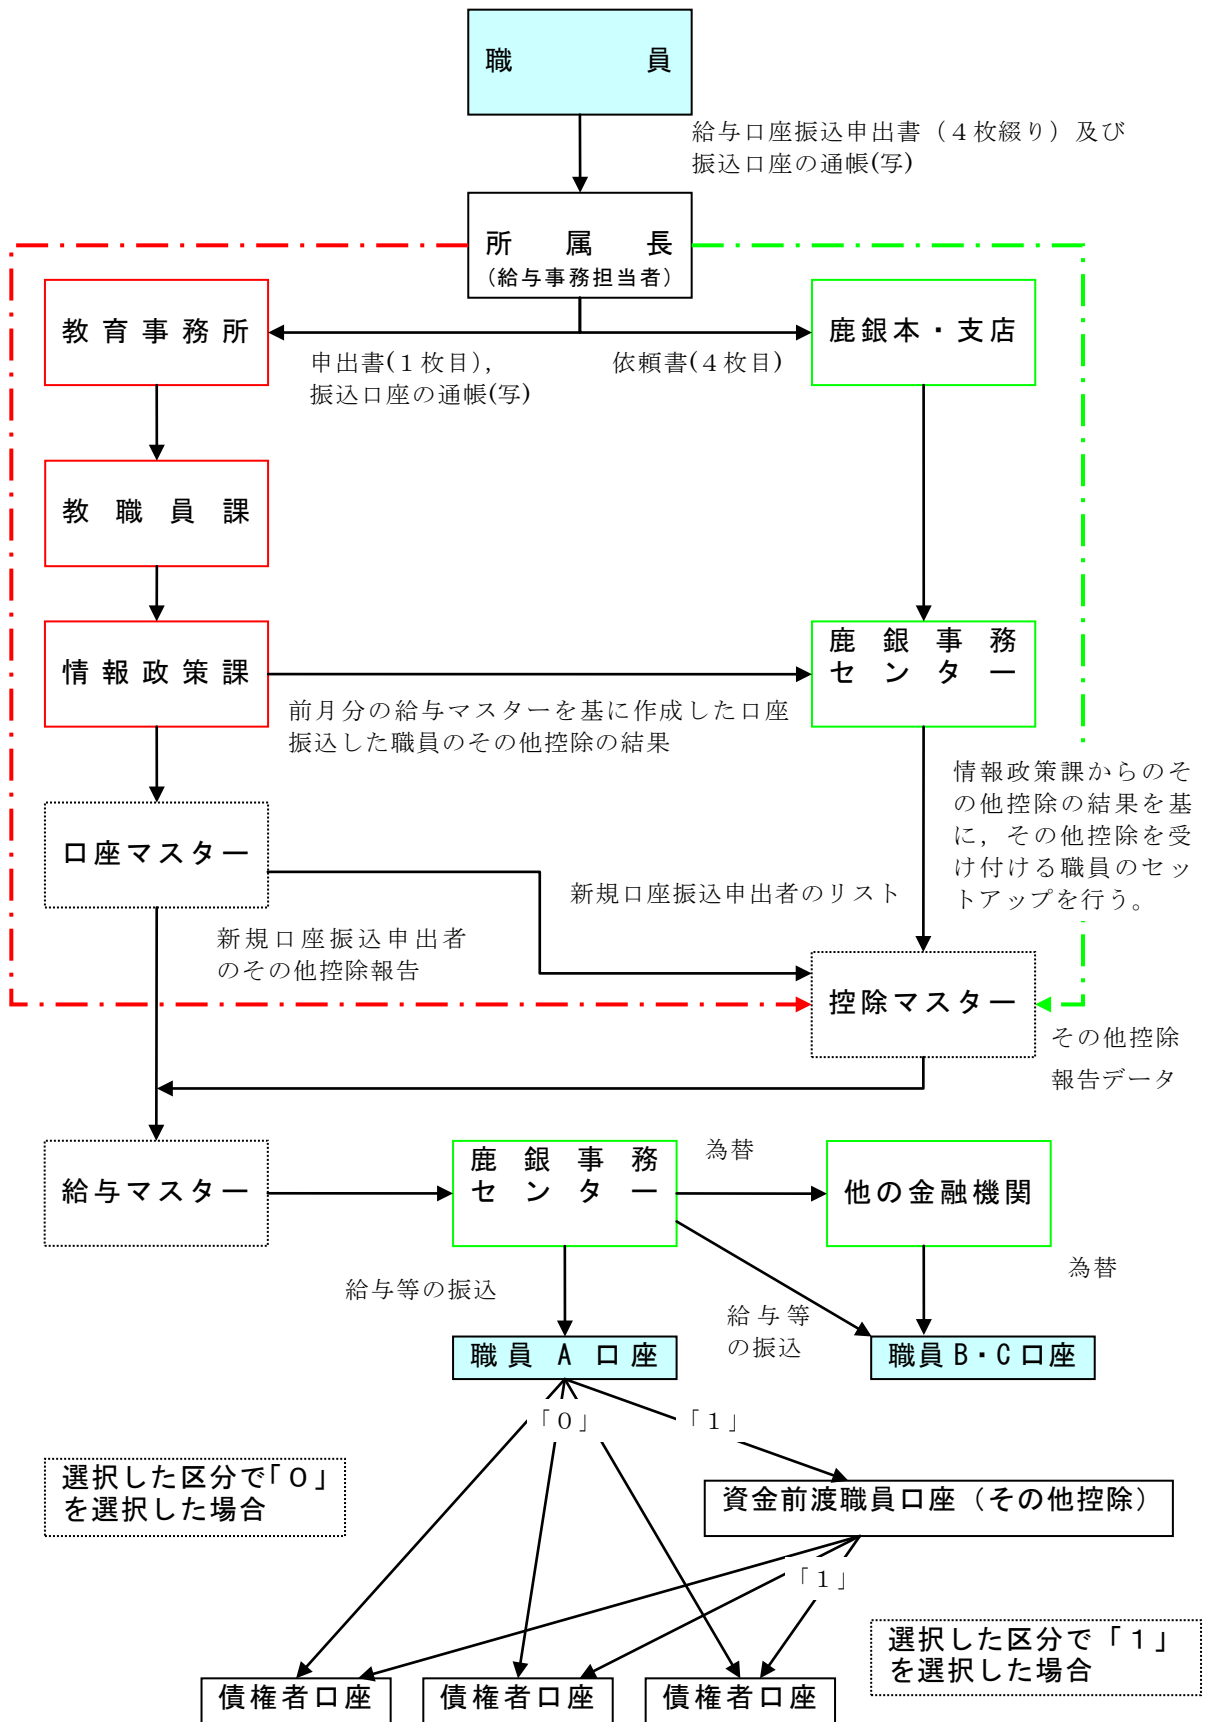 職員
給与口座振込申出書（４枚綴り）及び
振込口座の通帳(写)
所属長
（給与事務担当者）
教育事務所
鹿銀本・支店
申出書(１枚目)，
振込口座の通帳(写)
依頼書(４枚目)
教職員課
情報政策課
鹿銀事務
センター
前月分の給与マスターを基に作成した口座
振込した職員のその他控除の結果
情報政策課からのそ
の他控除の結果を基
に，その他控除を受
け付ける職員のセッ
トアップを行う。
口座マスター
新規口座振込申出者のリスト
新規口座振込申出者
のその他控除報告
控除マスター
その他控除
報告データ
給与マスター
鹿銀事務
センター
為替
他の金融機関
給与等の振込
為替
給与等
の振込
職員Ａ口座
職員Ｂ・Ｃ口座
「０」
「１」
選択した区分で「０」
を選択した場合
資金前渡職員口座（その他控除）
「１」
選択した区分で「１」
を選択した場合
債権者口座
債権者口座
債権者口座